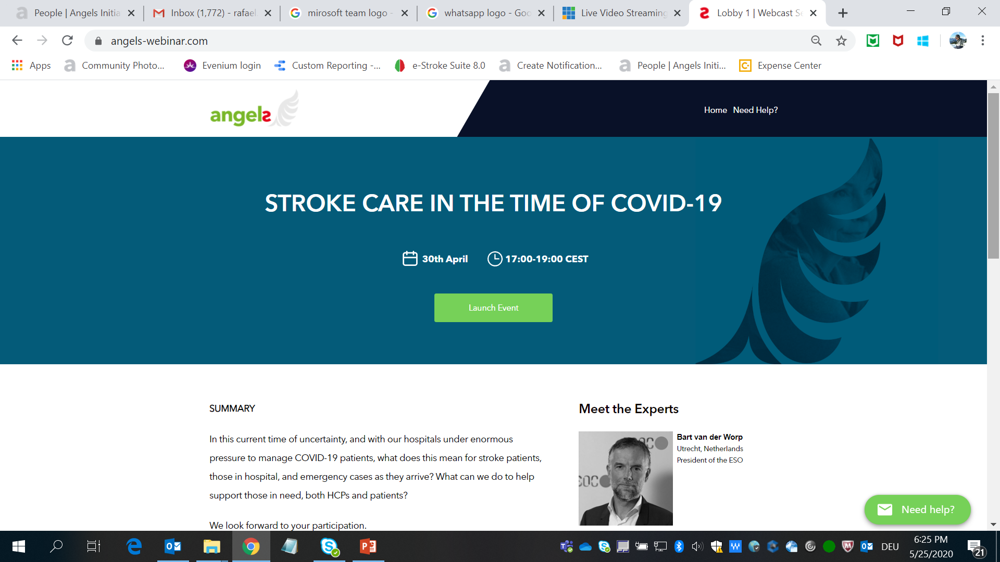 People | Angels Initia
Inbox (1,772) - rafael
mirosoft team logo -
whatsapp logo - Goo
Live Video Streaming
Lobby 1 | Webcast Se
angels-webinar.com
Apps
Community Photo...
Evenium login
Custom Reporting -...
e-Stroke Suite 8.0
Create Notification...
People | Angels Initi...
Expense Center
angels
Home
Need Help?
STROKE CARE IN THE TIME OF COVID-19
30th April
17:00-19:00 CEST
Launch Event
SUMMARY
In this current time of uncertainty, and with our hospitals under enormous
pressure to manage COVID-19 patients, what does this mean for stroke patients,
those in hospital, and emergency cases as they arrive? What can we do to help
support those in need, both HCPs and patients?
We look forward to your participation.
Meet the Experts
Bart van der Worp
Utrecht, Netherlands
President of the ESO
Need help?
DEU
6:25 PM
5/25/2020
21